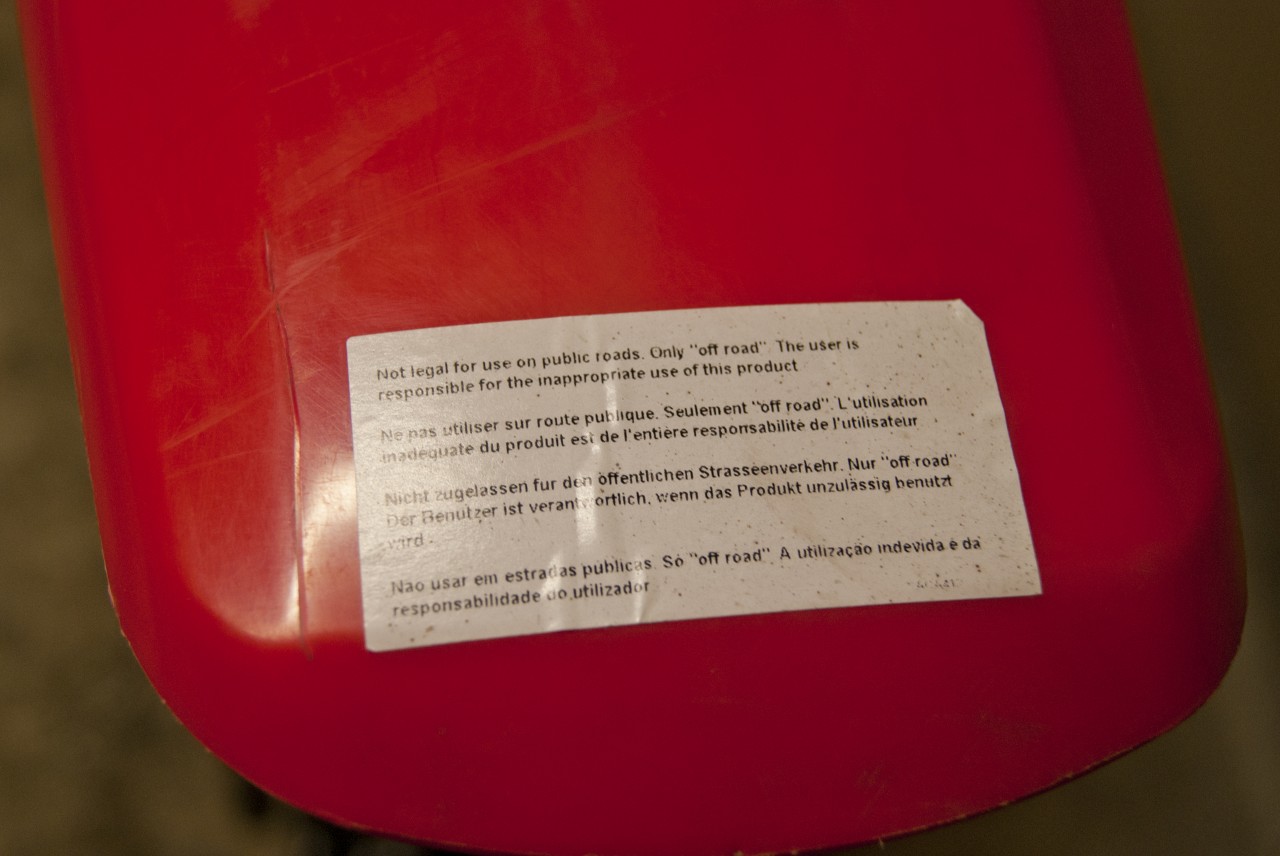 Not legal for use on public roads. Only "off road". The user is
responsible for the inappropriate use of this product
Ne pas utiliser sur route publique. Seulement "off road". L'utilisation
inadequate du produit est de l'entière responsabilité de l'utilisateur
Nicht zugelassen fur den öffentlichen Strasseenverkehr. Nur "off road"
Der Benutzer ist verantwortlich, wenn das Produkt unzulässig benutzt
wird.
Nao usar em estradas publicas. Só "off road". A utilização indevida é da
responsabilidade do utilizador